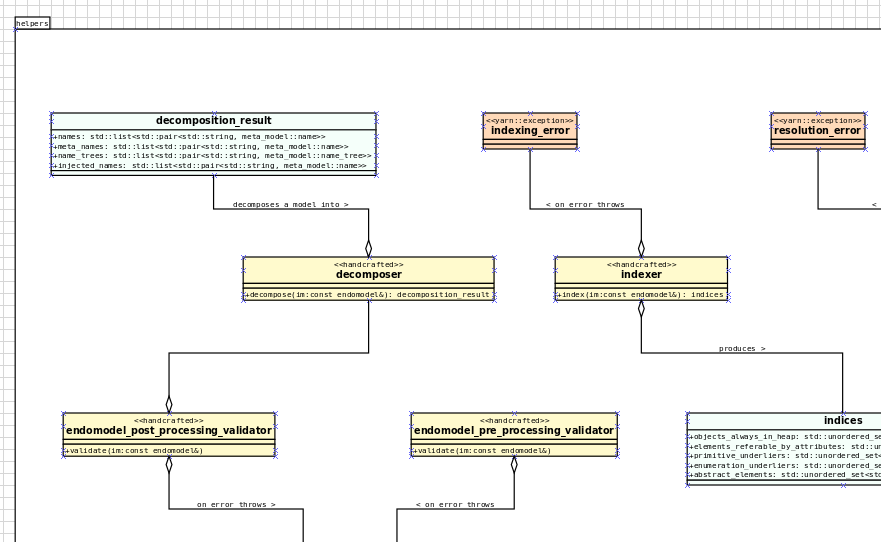 helpers
decomposition_result
+names: std::list<std::pair<std::string, meta_model::name>>
+meta_names: std::list<std::pair<std::string, meta_model::name>>
+name_trees: std::list<std::pair<std::string, meta_model::name_tree>>
+injected_names: std::list<std::pair<std::string, meta_model::name>>
<<yarn::exception>>
indexing_error
<<yarn::exception>>
resolution_error
decomposes a model into >
< on error throws
<
<<handcrafted>>
decomposer
+decompose(im:const endomodel&): decomposition_result
<<handcrafted>>
indexer
+index(im:const endomodel&): indices
produces >
<<handcrafted>>
endomodel_post_processing_validator
+validate(im:const endomodel&)
<<handcrafted>>
endomodel_pre_processing_validator
+validate(im:const endomodel&)
indices
+objects_always_in_heap: std::unordered_se
+elements_referable_by_attributes: std::un
+primitive_underliers: std::unordered_set<
+enumeration_underliers: std::unordered_se
+abstract_elements: std::unordered_set<std
on error throws >
< on error throws